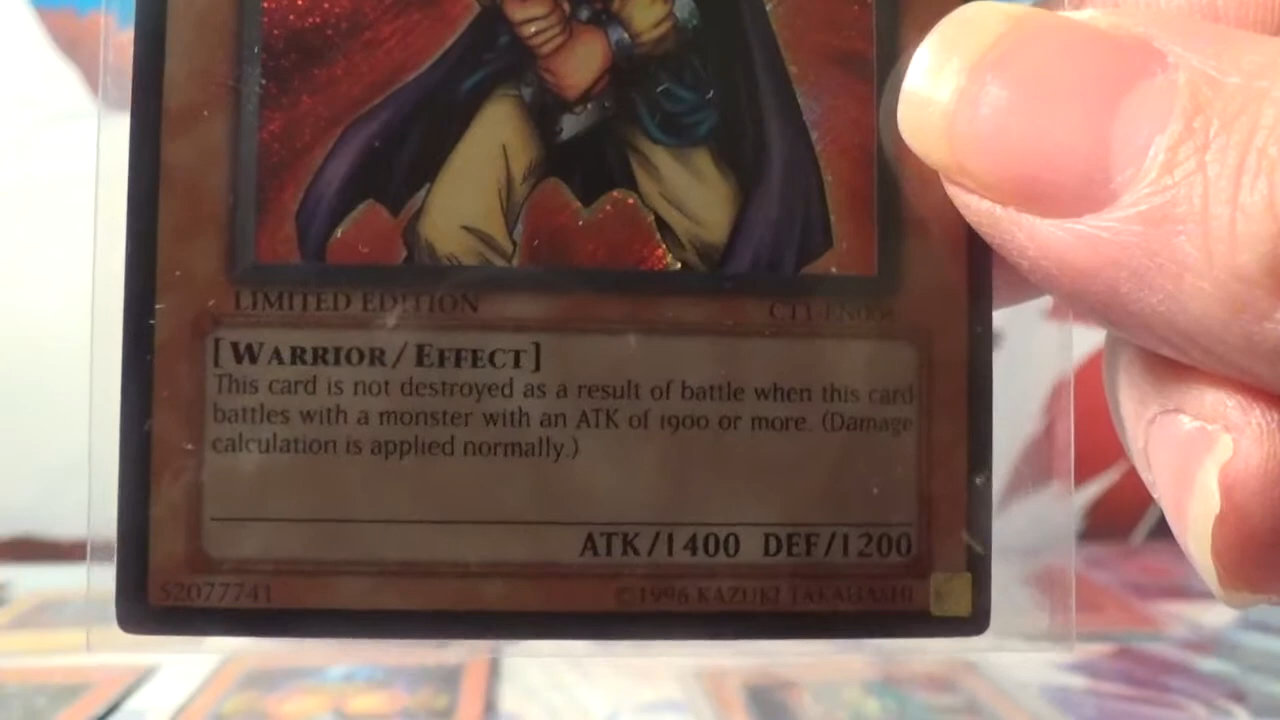 LIMITED EDITION
CT1-EN00
[WARRIOR/EFFECT]
This card is not destroyed as a result of battle when this card
battles with a monster with an ATK of 1900 or more. (Damage
calculation is applied normally.)
ATK/1400 DEF/1200
52077741
©1996 KAZUKI TAKAHASHI